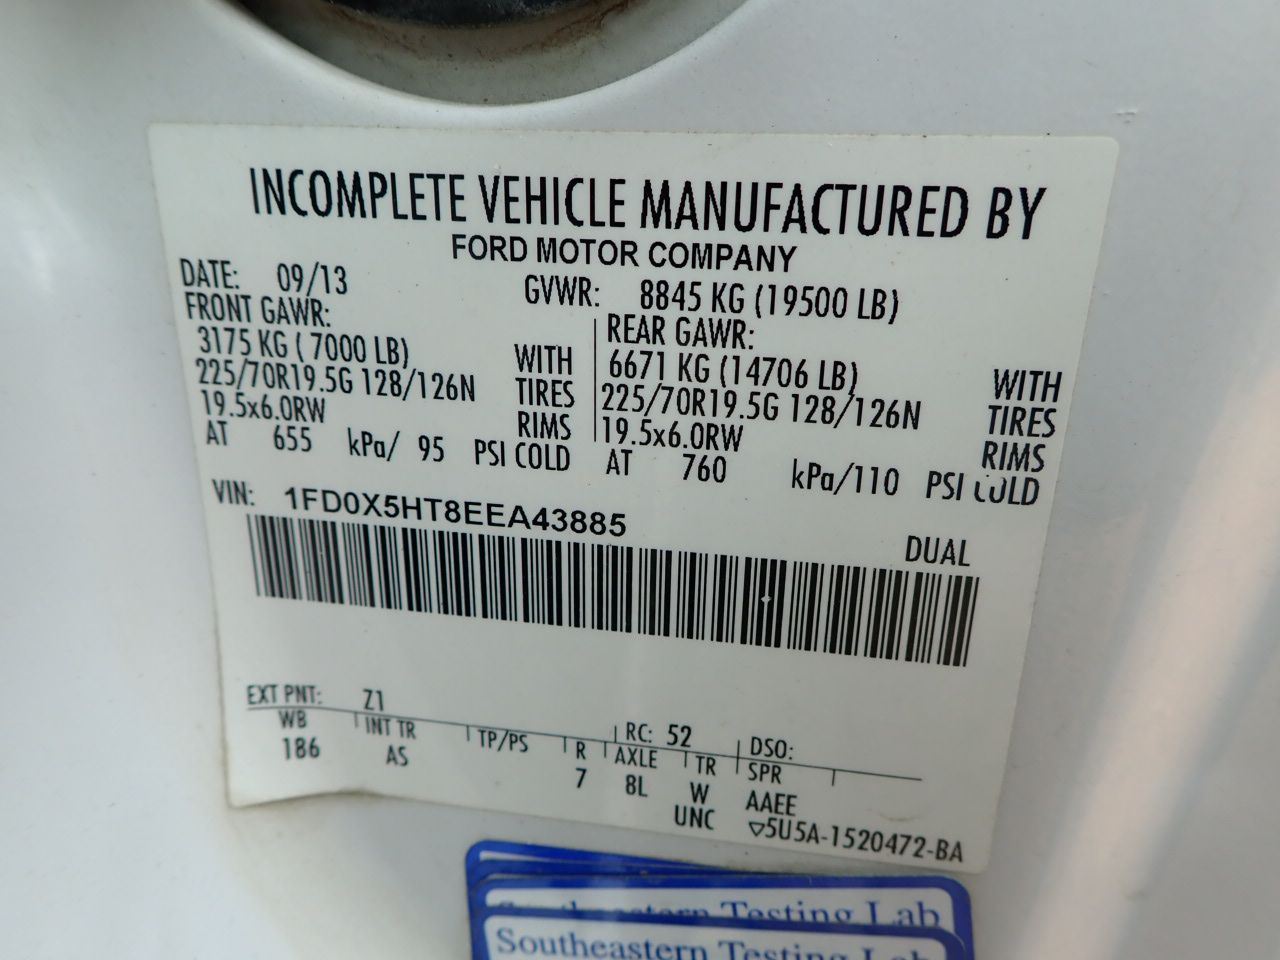 INCOMPLETE VEHICLE MANUFACTURED BY
FORD MOTOR COMPANY
DATE: 09/13
GVWR: 8845 KG (19500 LB)
FRONT GAWR:
3175 KG ( 7000 LB) WITH
225/70R19.5G 128/126N TIRES
19.5x6.0RW RIMS
AT 655 kPa/ 95 PSI COLD
REAR GAWR:
6671 KG (14706 LB) WITH
225/70R19.5G 128/126N TIRES
19.5x6.0RW RIMS
AT 760 kPa/110 PSI COLD
VIN: 1FD0X5HT8EEA43885
DUAL
EXT PNT: Z1 RC: 52 DSO:
WB INT TR TP/PS R AXLE TR SPR
186 AS 7 8L W AAEE
UNC ▽5U5A-1520472-BA
Southeastern Testing Lab
Southeastern Testing Lab